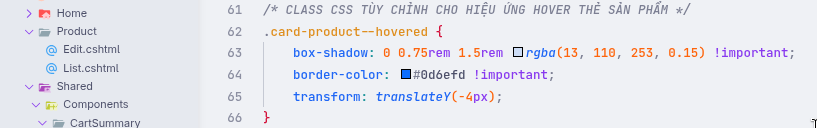 Home
Product
Edit.cshtml
List.cshtml
Shared
Components
CartSummary
61 /* CLASS CSS TÙY CHỈNH CHO HIỆU ỨNG HOVER THẺ SẢN PHẨM */
62 .card-product--hovered {
63 box-shadow: 0 0.75rem 1.5rem rgba(13, 110, 253, 0.15) !important;
64 border-color: #0d6efd !important;
65 transform: translateY(-4px);
66 }